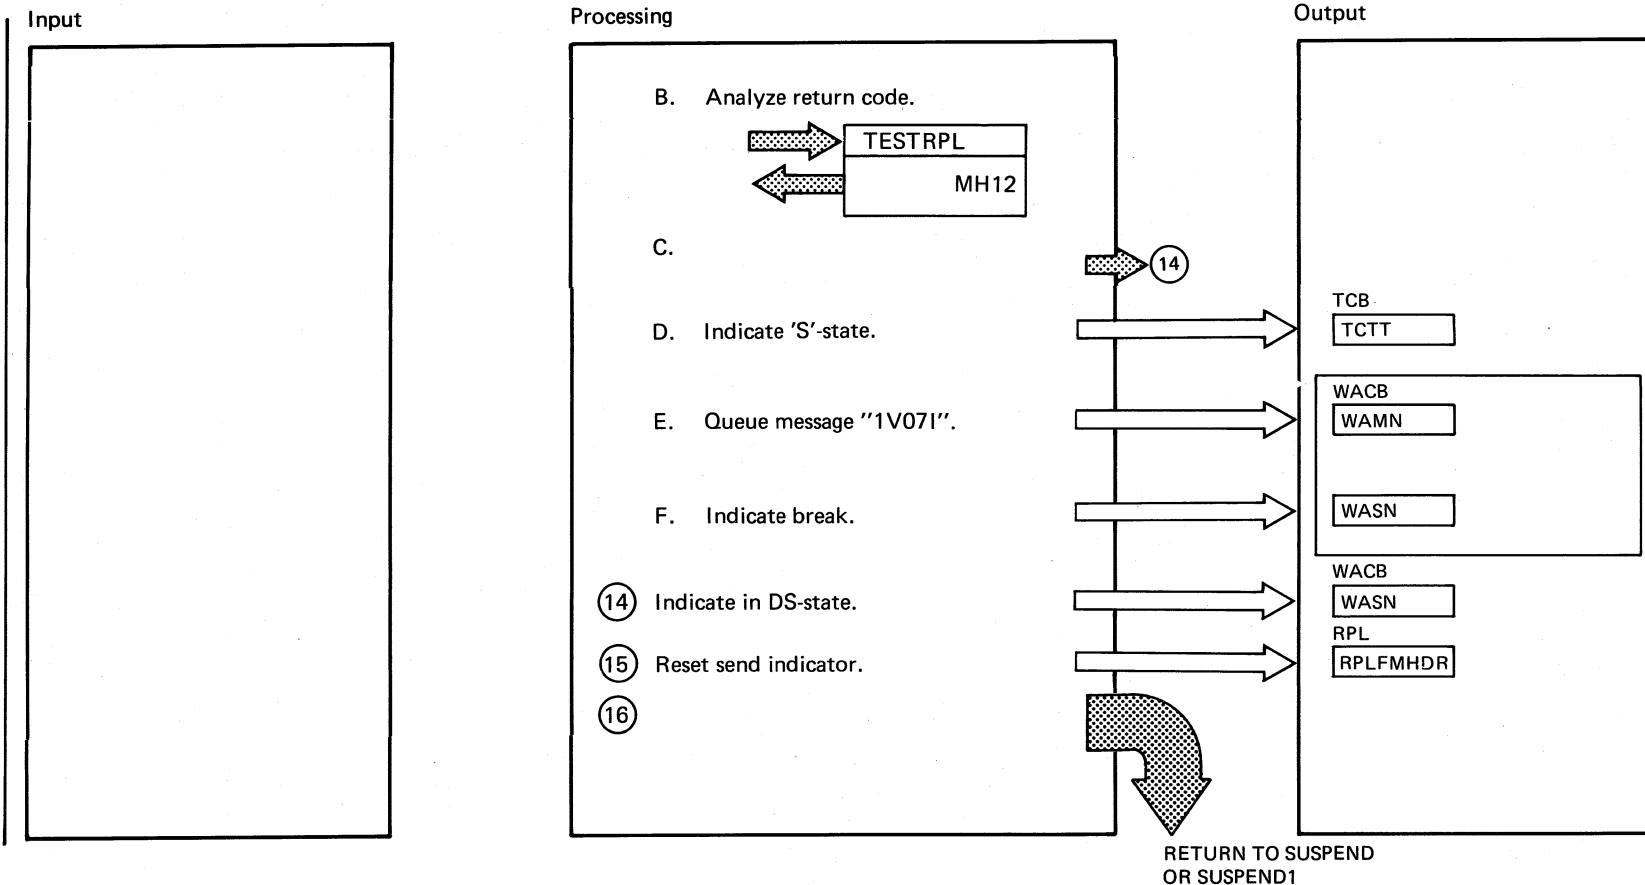 Input
Processing
Output
B. Analyze return code.
TESTRPL
MH12
C.
14
D. Indicate 'S'-state.
TCB
TCTT
WACB
E. Queue message ''1V07I''.
WAMN
F. Indicate break.
WASN
WACB
14 Indicate in DS-state.
WASN
RPL
15 Reset send indicator.
RPLFMHDR
16
RETURN TO SUSPEND
OR SUSPEND1